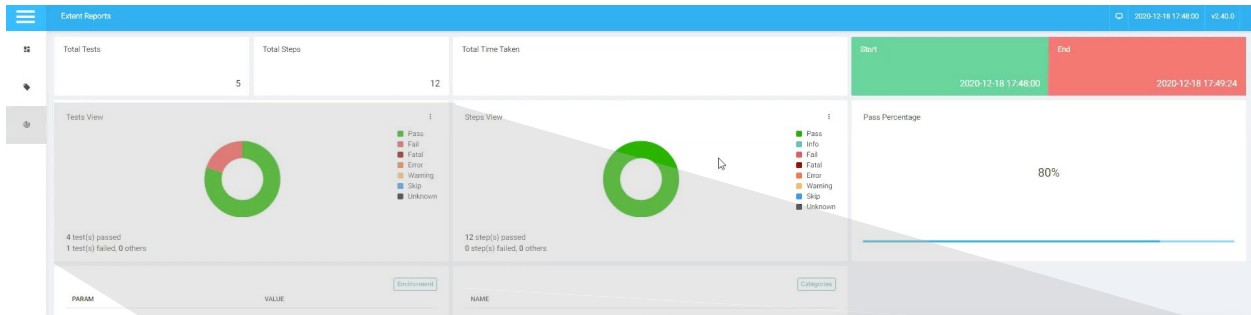 Extent Reports
2020-12-18 17:48:00 v2.40.0
Total Tests
5
Total Steps
12
Total Time Taken
Start
2020-12-18 17:48:00
End
2020-12-18 17:49:24
Tests View
Pass
Fail
Fatal
Error
Warning
Skip
Unknown
4 test(s) passed
1 test(s) failed, 0 others
Steps View
Pass
Info
Fail
Fatal
Error
Warning
Skip
Unknown
12 step(s) passed
0 step(s) failed, 0 others
Pass Percentage
80%
Environment
PARAM VALUE
Categories
NAME